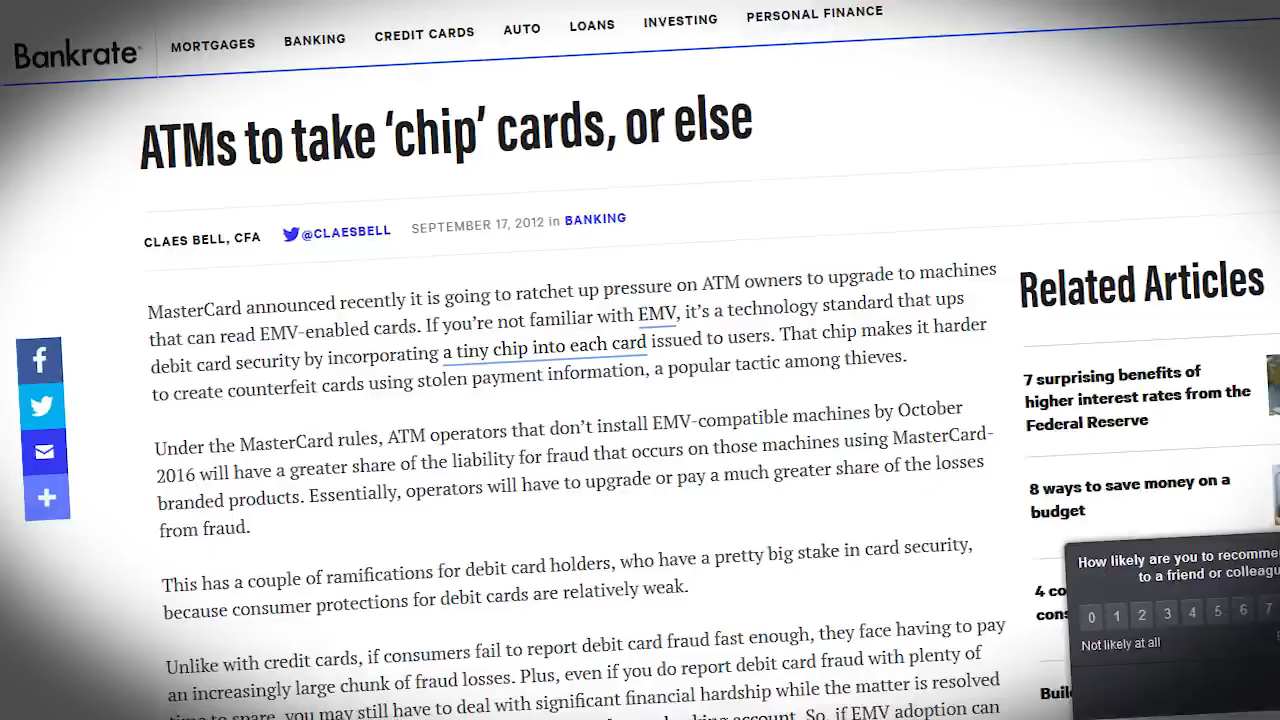 Bankrate
MORTGAGES BANKING CREDIT CARDS AUTO LOANS INVESTING PERSONAL FINANCE
ATMs to take ‘chip’ cards, or else
CLAES BELL, CFA @CLAESBELL SEPTEMBER 17, 2012 in BANKING
MasterCard announced recently it is going to ratchet up pressure on ATM owners to upgrade to machines
that can read EMV-enabled cards. If you’re not familiar with EMV, it’s a technology standard that ups
debit card security by incorporating a tiny chip into each card issued to users. That chip makes it harder
to create counterfeit cards using stolen payment information, a popular tactic among thieves.
Under the MasterCard rules, ATM operators that don’t install EMV-compatible machines by October
2016 will have a greater share of the liability for fraud that occurs on those machines using MasterCard-
branded products. Essentially, operators will have to upgrade or pay a much greater share of the losses
from fraud.
This has a couple of ramifications for debit card holders, who have a pretty big stake in card security,
because consumer protections for debit cards are relatively weak.
Unlike with credit cards, if consumers fail to report debit card fraud fast enough, they face having to pay
an increasingly large chunk of fraud losses. Plus, even if you do report debit card fraud with plenty of
time to spare, you may still have to deal with significant financial hardship while the matter is resolved
account. So, if EMV adoption can
Related Articles
7 surprising benefits of
higher interest rates from the
Federal Reserve
8 ways to save money on a
budget
4
How likely are you to
to a friend or
0 1 2 3 4 5 6 7
Not likely at all